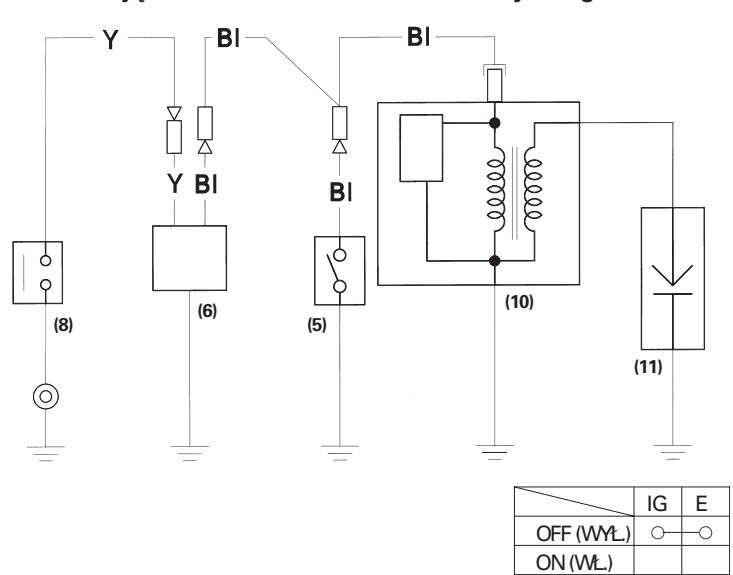 Y
Bl
Bl
Y Bl
Bl
(8)
(6)
(5)
(10)
(11)
IG E
OFF (WYŁ.)
ON (WŁ.)